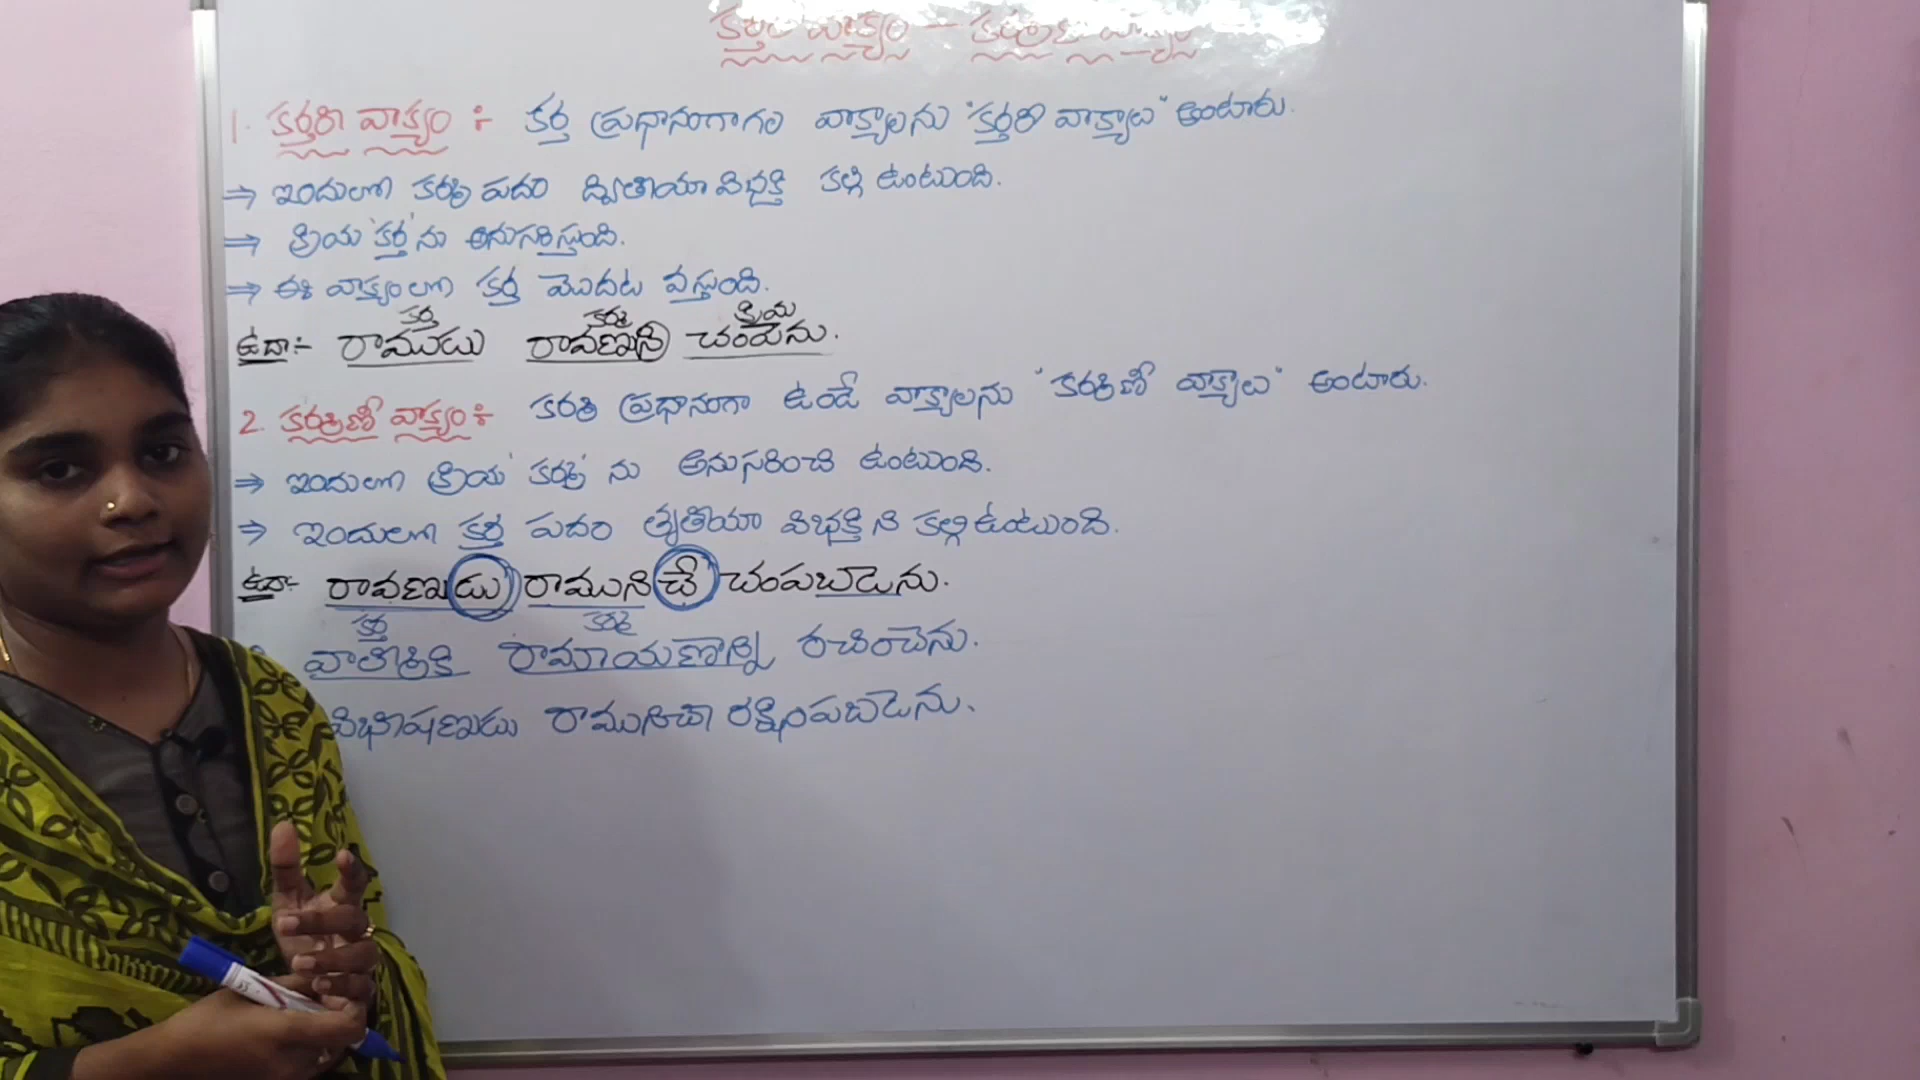 కర్తరి వాక్యం - కర్మణి వాక్యం
1. కర్తరి వాక్యం :- కర్త ప్రధానంగాగల వాక్యాలను "కర్తరి వాక్యాలు" అంటారు.
⇒ ఇందులో కర్మ పదం ద్వితీయా విభక్తి కల్గి ఉంటుంది.
⇒ క్రియ 'కర్త' ను అనుసరిస్తుంది.
⇒ ఈ వాక్యంలో కర్త మొదట వస్తుంది.
కర్త కర్మ క్రియ
ఉదా:- రాముడు రావణుని చంపెను.
2. కర్మణి వాక్యం :- కర్మ ప్రధానంగా ఉండే వాక్యాలను "కర్మణి వాక్యాలు" అంటారు.
⇒ ఇందులో క్రియ 'కర్మ' ను అనుసరించి ఉంటుంది.
⇒ ఇందులో కర్త పదం తృతీయా విభక్తి ని కల్గి ఉంటుంది.
ఉదా:- రావణుడు రామునిచే చంపబడెను.
కర్త కర్మ
వాల్మీకి రామాయణాన్ని రచించెను.
విభీషణుడు రామునిచే రక్షింపబడెను.